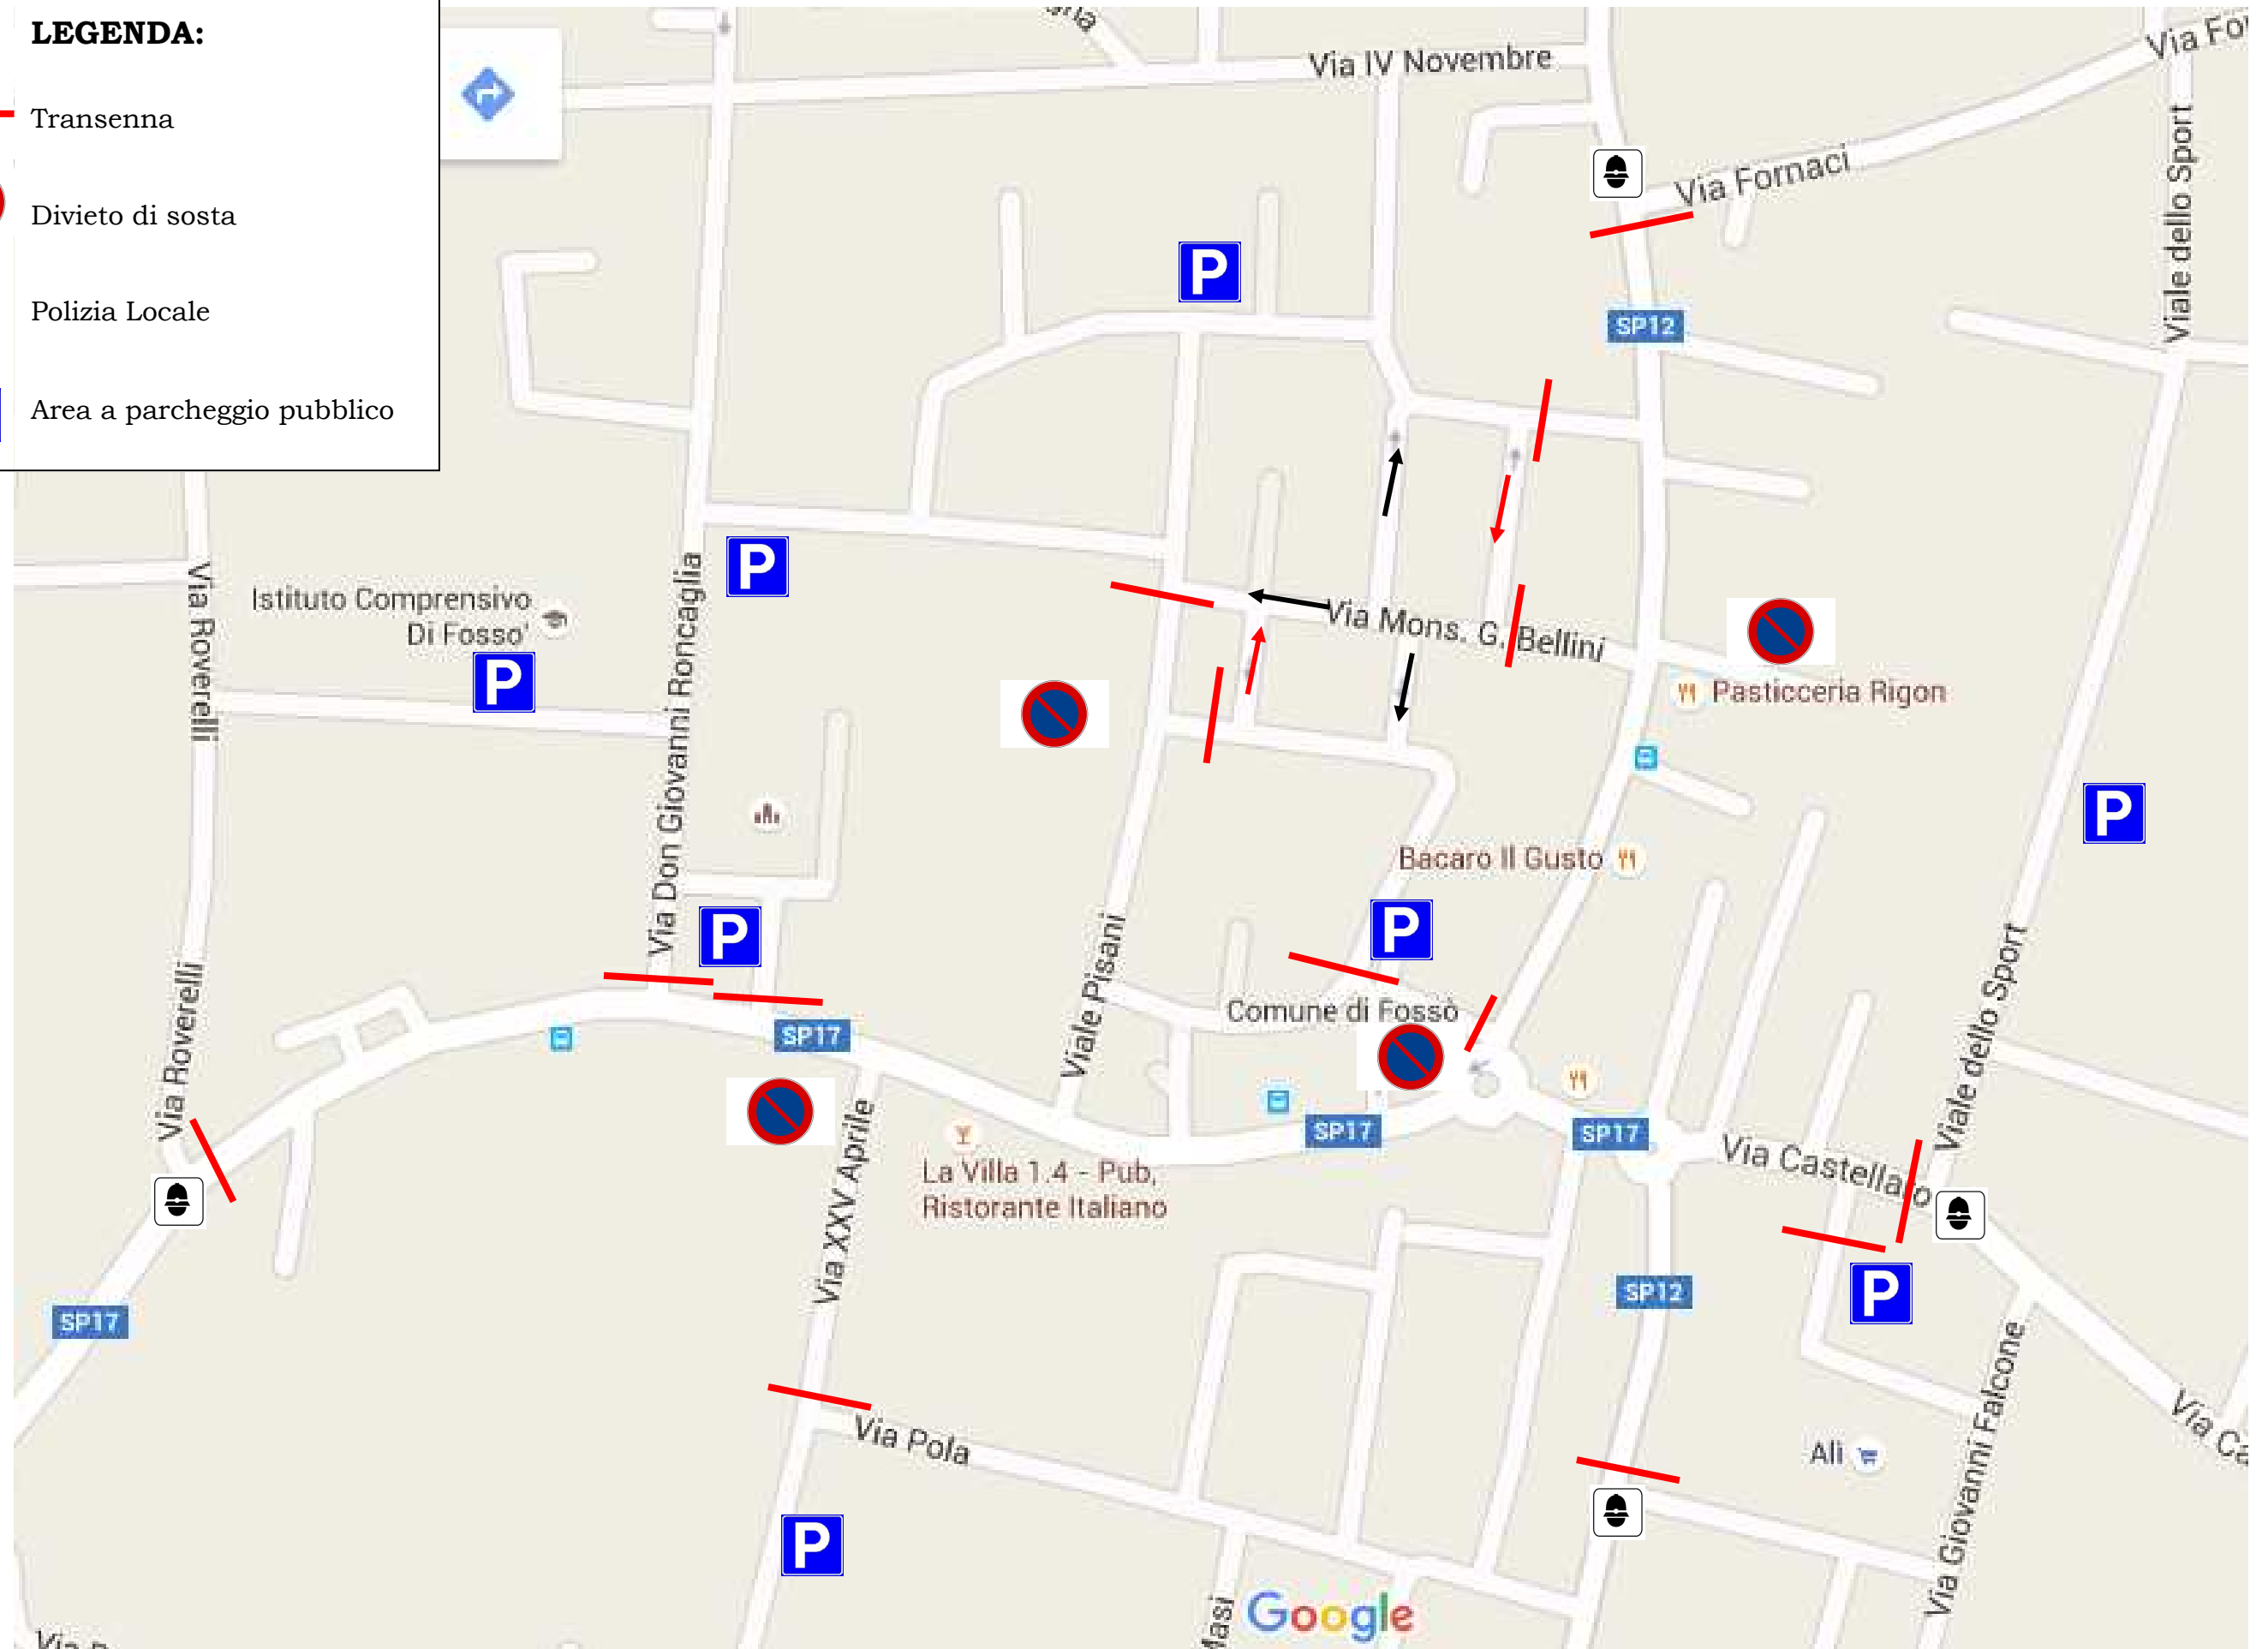 LEGENDA:
Transenna
Divieto di sosta
Polizia Locale
Area a parcheggio pubblico
Via IV Novembre
Via Fornaci
Viale dello Sport
SP12
P
Via Roverelli
Istituto Comprensivo
Di Fosso'
P
P
Via Don Giovanni Roncaglia
Via Mons. G. Bellini
Pasticceria Rigon
P
Bacaro Il Gusto
P
P
Viale Pisani
Comune di Fossò
Viale dello Sport
Via Roverelli
SP17
SP17
SP17
Via Castellaro
La Villa 1.4 - Pub,
Ristorante Italiano
Via XXV Aprile
SP12
P
SP17
Via Giovanni Falcone
Via Pola
Alì
P
Masi
Google